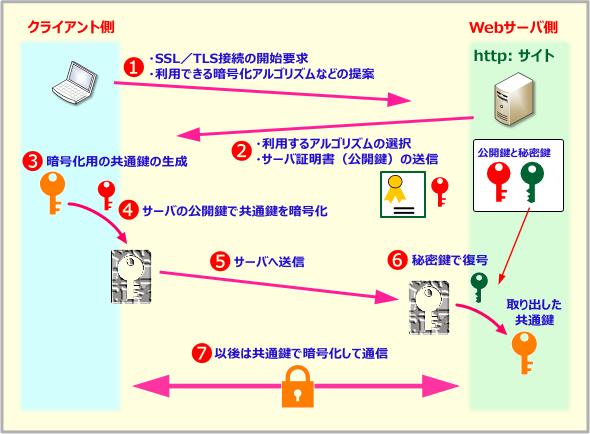 クライアント側
Webサーバ側
http: サイト
❶ ・SSL／TLS接続の開始要求
・利用できる暗号化アルゴリズムなどの提案
❷ ・利用するアルゴリズムの選択
・サーバ証明書（公開鍵）の送信
公開鍵と秘密鍵
❸ 暗号化用の共通鍵の生成
❹ サーバの公開鍵で共通鍵を暗号化
❺ サーバへ送信
❻ 秘密鍵で復号
取り出した
共通鍵
❼ 以後は共通鍵で暗号化して通信